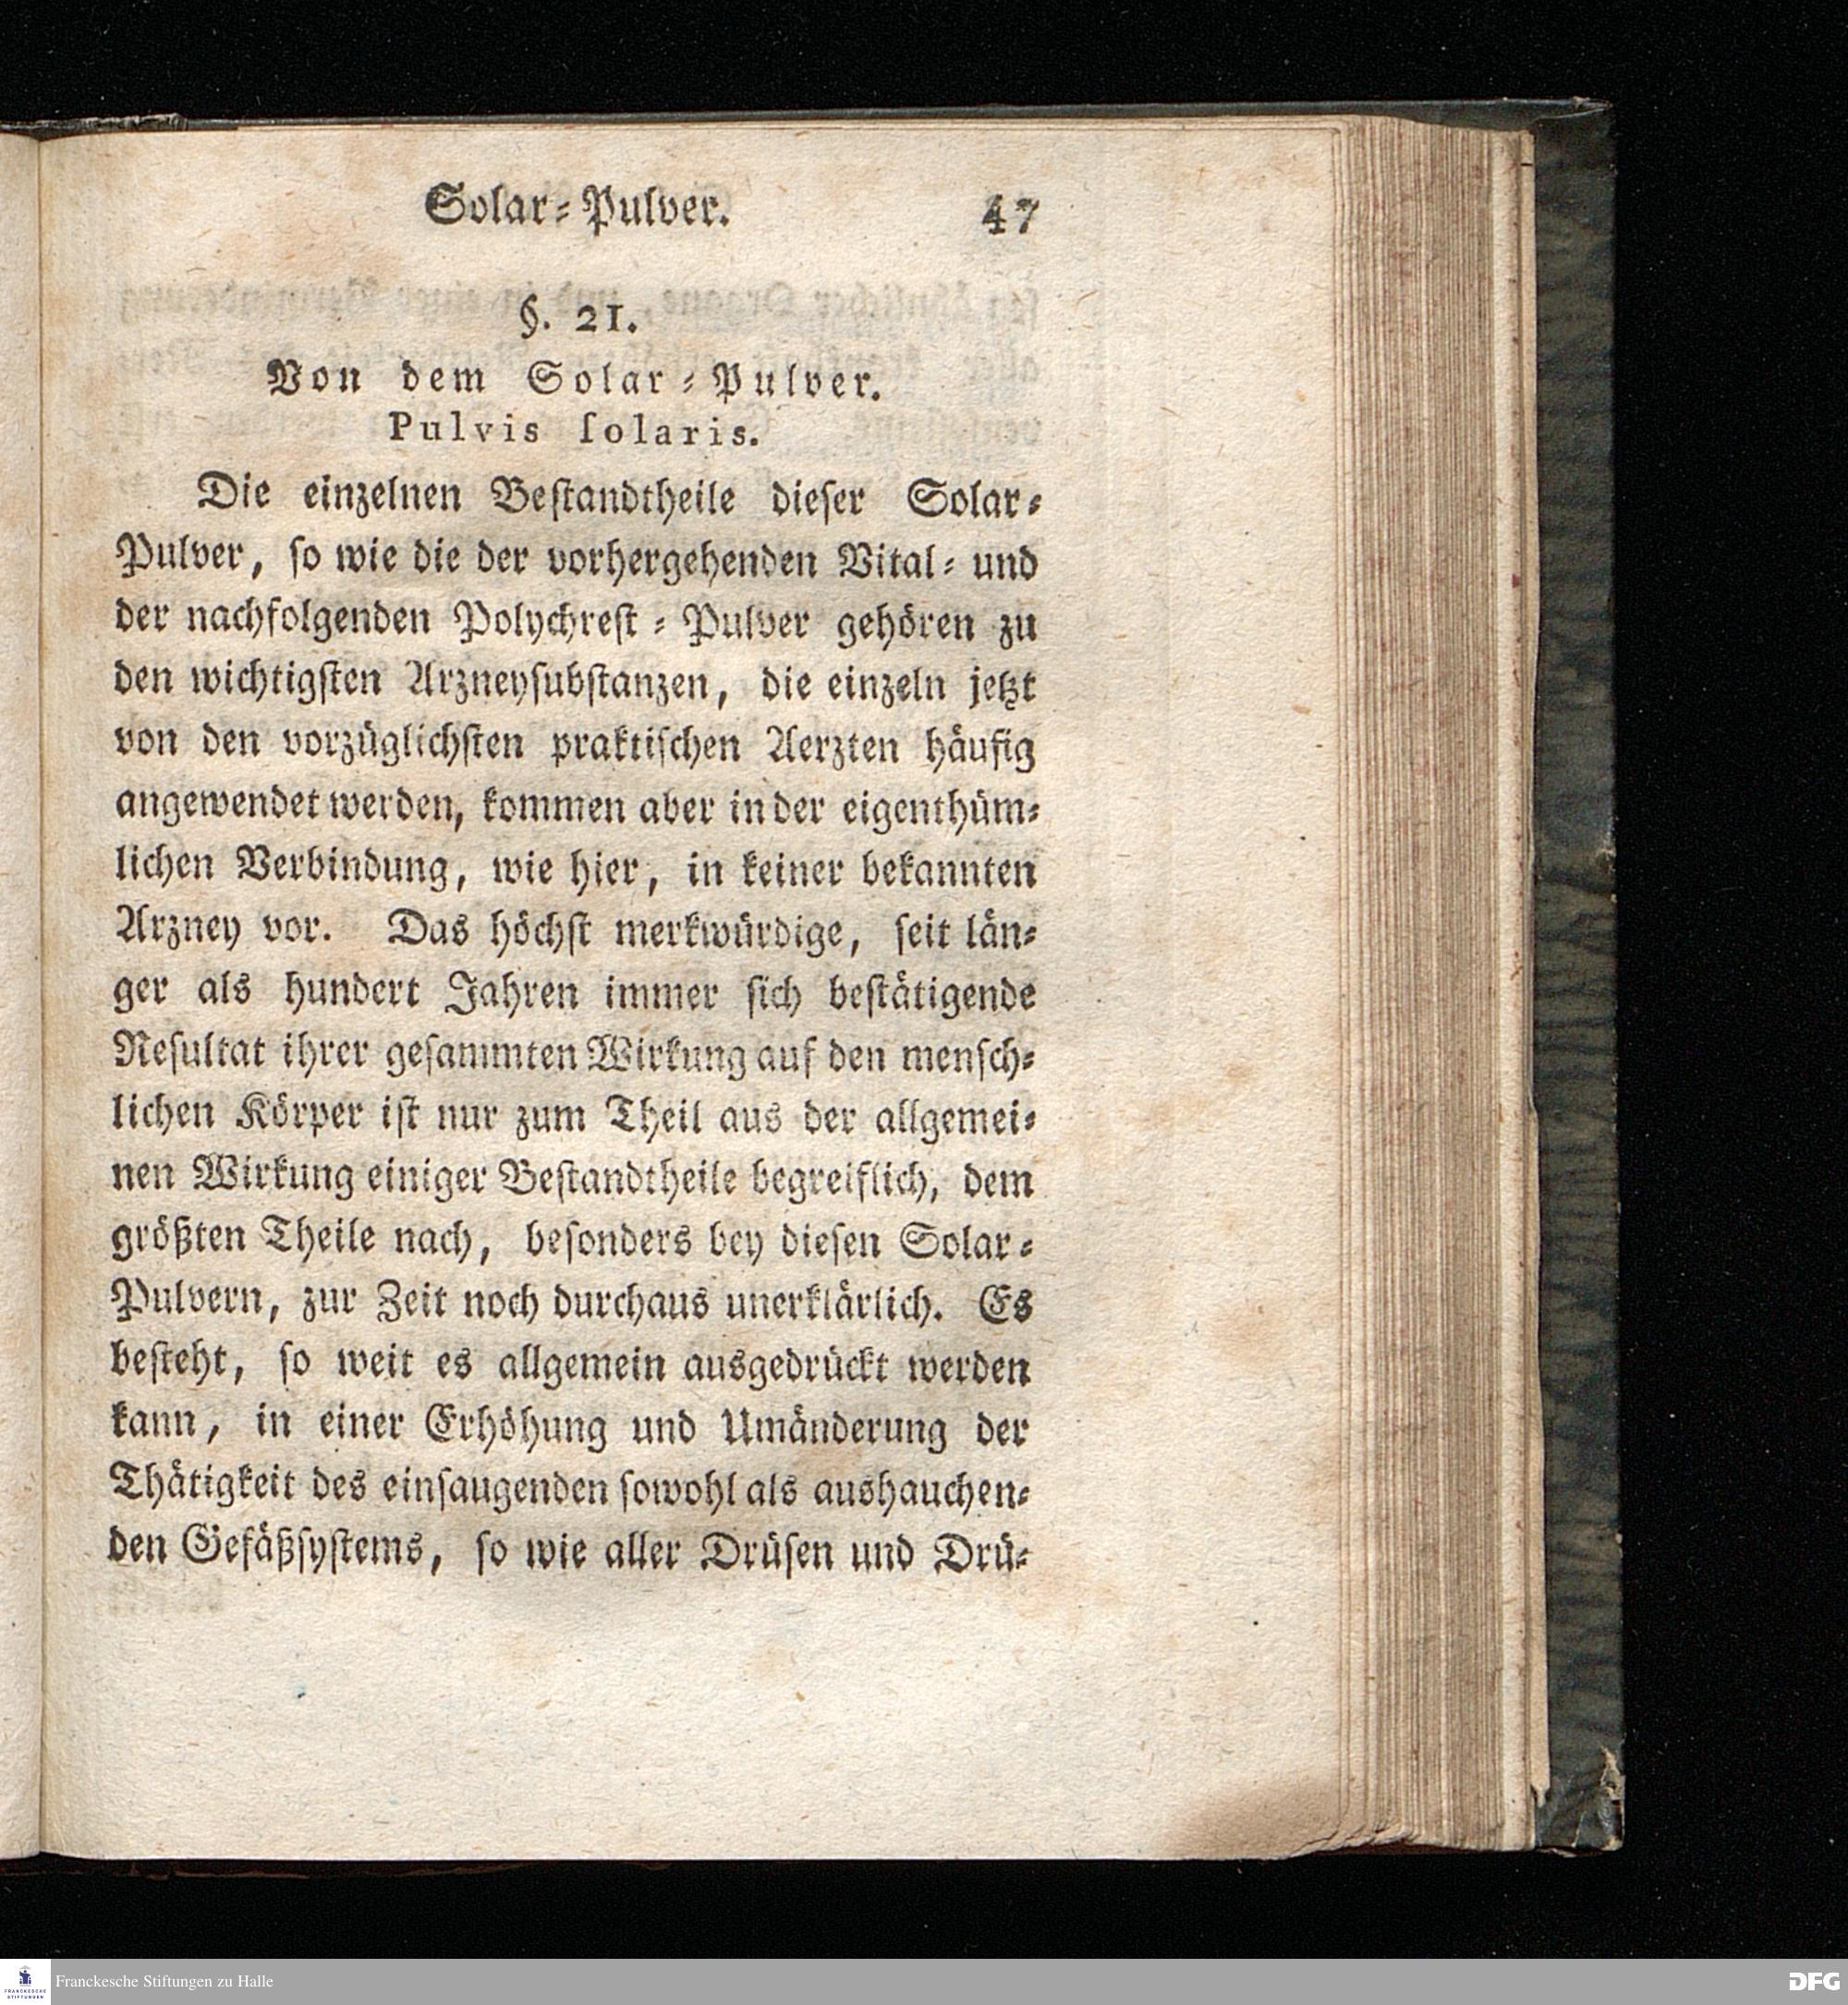 Solar-Pulver. 47
§. 21.
Von dem Solar-Pulver.
Pulvis ſolaris.
Die einzelnen Beſtandtheile dieſer Solar-
Pulver, ſo wie die der vorhergehenden Vital- und
der nachfolgenden Polychreſt-Pulver gehören zu
den wichtigſten Arzneyſubſtanzen, die einzeln jetzt
von den vorzüglichſten praktiſchen Aerzten häufig
angewendet werden, kommen aber in der eigenthüm-
lichen Verbindung, wie hier, in keiner bekannten
Arzney vor. Das höchſt merkwürdige, ſeit län-
ger als hundert Jahren immer ſich beſtätigende
Reſultat ihrer geſammten Wirkung auf den menſch-
lichen Körper iſt nur zum Theil aus der allgemei-
nen Wirkung einiger Beſtandtheile begreiflich, dem
größten Theile nach, beſonders bey dieſen Solar-
Pulvern, zur Zeit noch durchaus unerklärlich. Es
beſteht, ſo weit es allgemein ausgedrückt werden
kann, in einer Erhöhung und Umänderung der
Thätigkeit des einſaugenden ſowohl als aushauchen-
den Gefäßſyſtems, ſo wie aller Drüſen und Drü-
FRANCKESCHE
STIFTUNGEN
Franckesche Stiftungen zu Halle
DFG